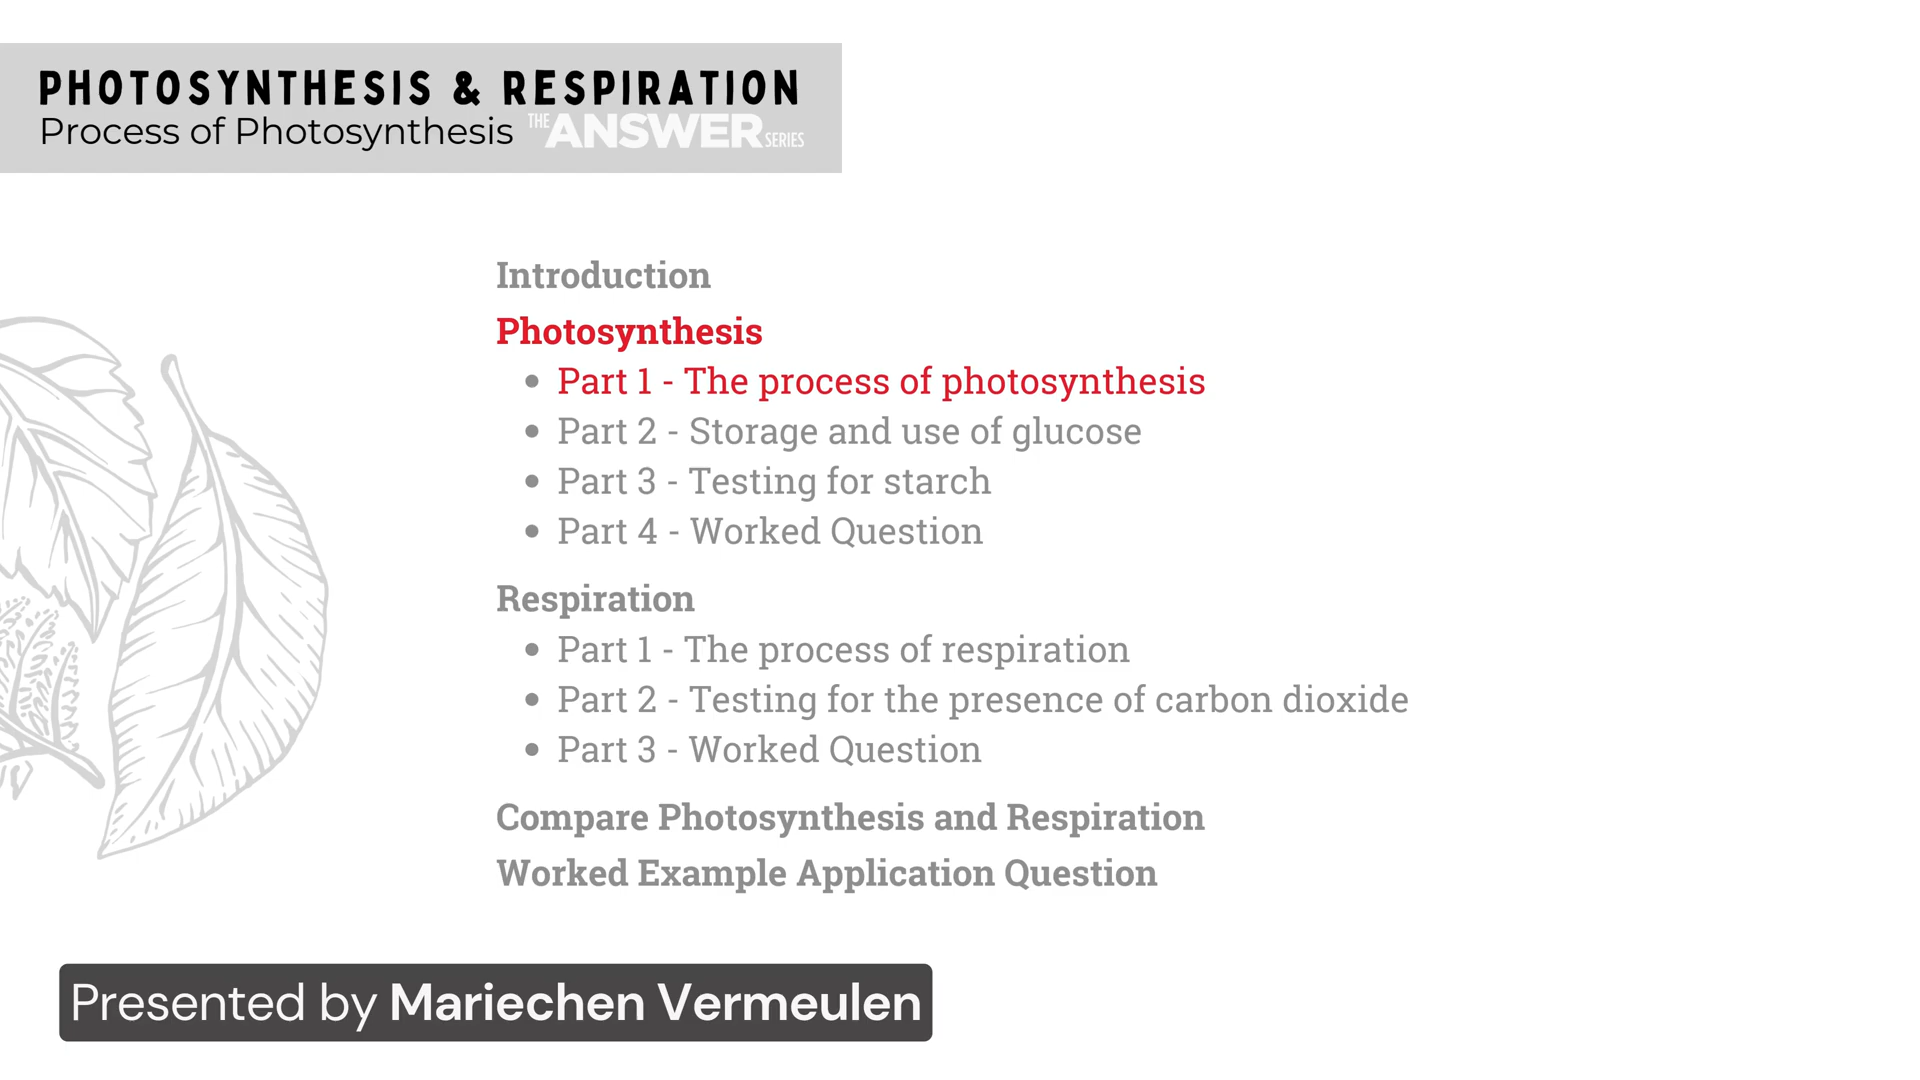 PHOTOSYNTHESIS & RESPIRATION
Process of Photosynthesis THE ANSWER SERIES
Introduction
Photosynthesis
• Part 1 - The process of photosynthesis
• Part 2 - Storage and use of glucose
• Part 3 - Testing for starch
• Part 4 - Worked Question
Respiration
• Part 1 - The process of respiration
• Part 2 - Testing for the presence of carbon dioxide
• Part 3 - Worked Question
Compare Photosynthesis and Respiration
Worked Example Application Question
Presented by Mariechen Vermeulen